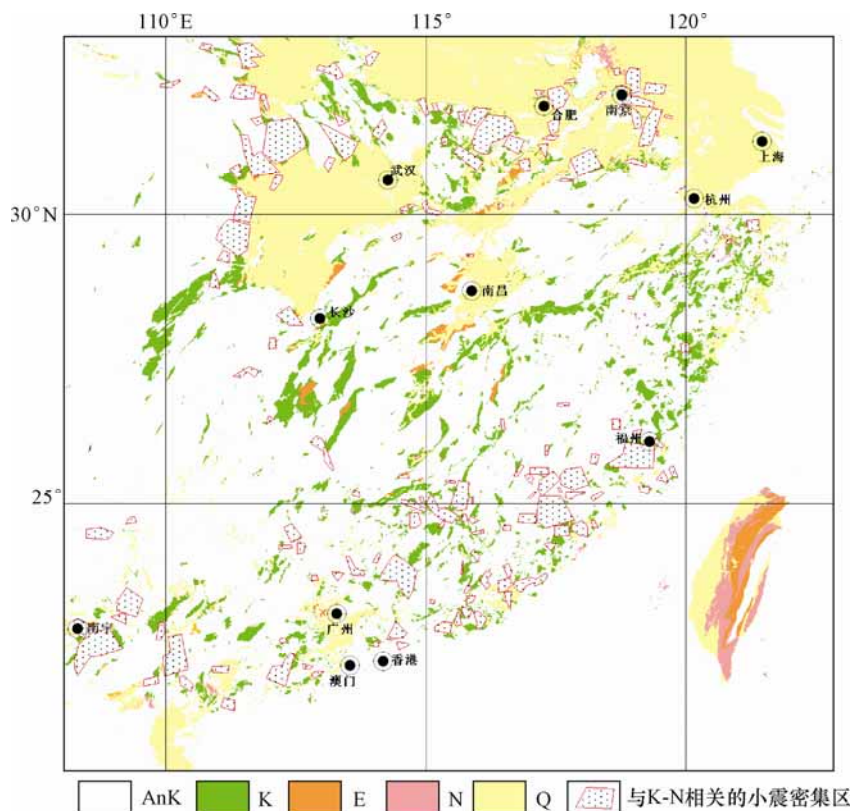 110°E 115° 120°
合肥
南京
上海
武汉
30°N
杭州
南昌
长沙
福州
25°
南宁
广州
香港
澳门
AnK K E N Q 与K-N相关的小震密集区